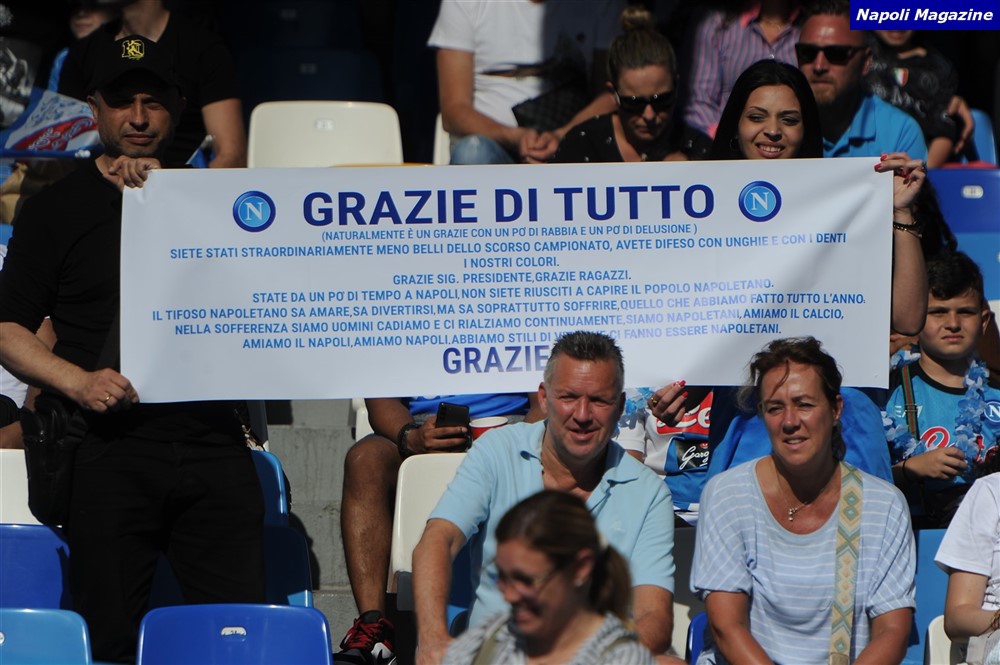 Napoli Magazine
N GRAZIE DI TUTTO N
(NATURALMENTE È UN GRAZIE CON UN PO' DI RABBIA E UN PO' DI DELUSIONE )
SIETE STATI STRAORDINARIAMENTE MENO BELLI DELLO SCORSO CAMPIONATO, AVETE DIFESO CON UNGHIE E CON I DENTI
I NOSTRI COLORI.
GRAZIE SIG. PRESIDENTE,GRAZIE RAGAZZI.
STATE DA UN PO' DI TEMPO A NAPOLI,NON SIETE RIUSCITI A CAPIRE IL POPOLO NAPOLETANO.
IL TIFOSO NAPOLETANO SA AMARE,SA DIVERTIRSI,MA SA SOPRATTUTTO SOFFRIRE,QUELLO CHE ABBIAMO FATTO TUTTO L'ANNO,
NELLA SOFFERENZA SIAMO UOMINI CADIAMO E CI RIALZIAMO CONTINUAMENTE,SIAMO NAPOLETANI,AMIAMO IL CALCIO,
AMIAMO IL NAPOLI,AMIAMO NAPOLI.ABBIAMO STILI DI CI FANNO ESSERE NAPOLETANI.
GRAZIE